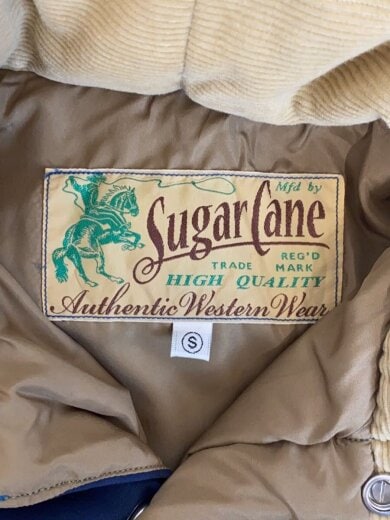 Mfd by
Sugar Cane
TRADE MARK REG'D
HIGH QUALITY
Authentic Western Wear
S